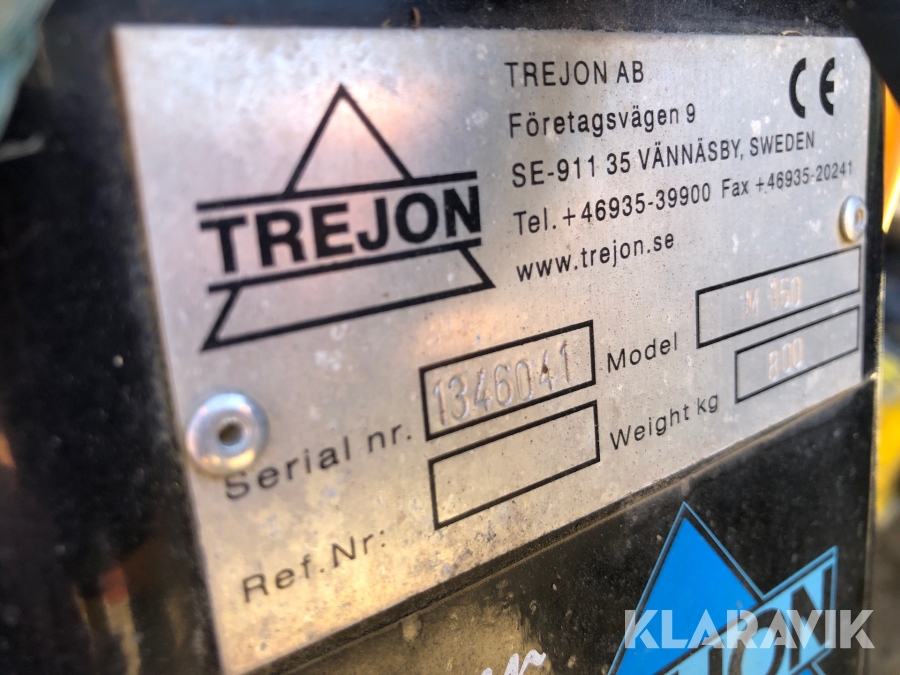 TREJON
TREJON AB
Företagsvägen 9
SE-911 35 VÄNNÄSBY, SWEDEN
Tel. +46935-39900 Fax +46935-20241
www.trejon.se
CE
Serial nr. 1346041
Model
Weight kg 800
Ref.Nr:
KLARAVIK